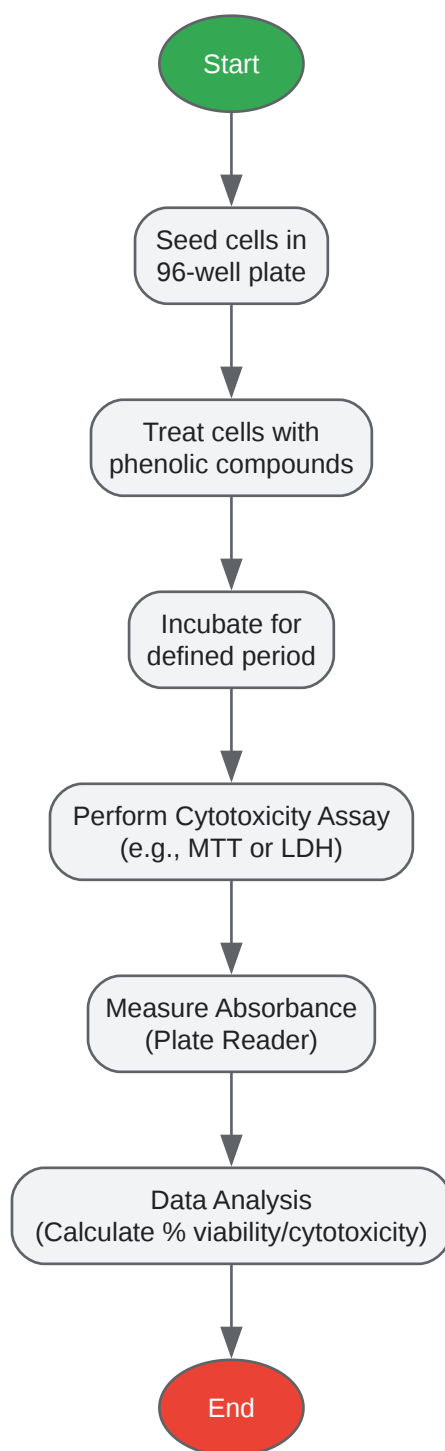 Start
Seed cells in
96-well plate
Treat cells with
phenolic compounds
Incubate for
defined period
Perform Cytotoxicity Assay
(e.g., MTT or LDH)
Measure Absorbance
(Plate Reader)
Data Analysis
(Calculate % viability/cytotoxicity)
End